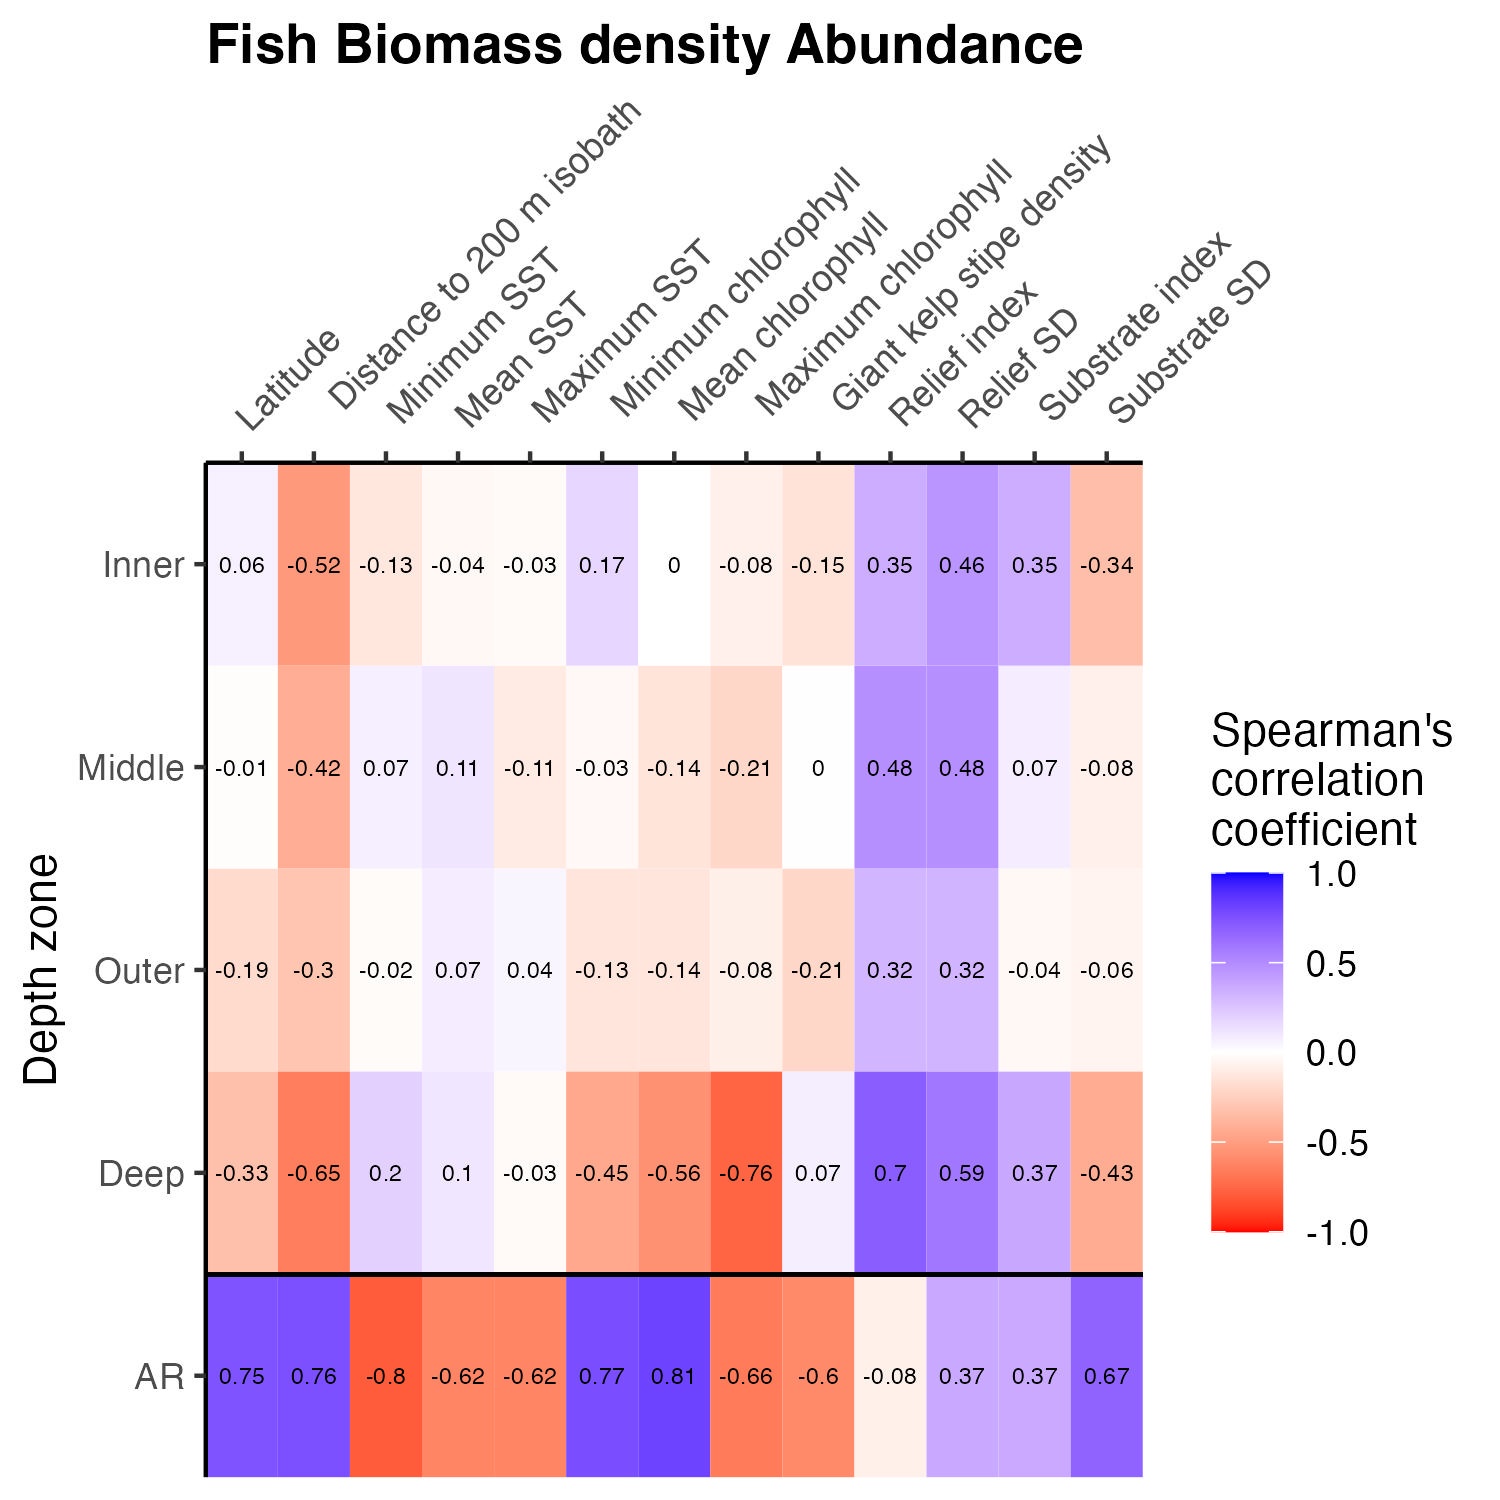 Fish Biomass density Abundance
Latitude
Distance to 200 m isobath
Minimum SST
Mean SST
Maximum SST
Minimum chlorophyll
Mean chlorophyll
Maximum chlorophyll
Giant kelp stipe density
Relief index
Relief SD
Substrate index
Substrate SD
Inner 0.06 -0.52 -0.13 -0.04 -0.03 0.17 0 -0.08 -0.15 0.35 0.46 0.35 -0.34
Middle -0.01 -0.42 0.07 0.11 -0.11 -0.03 -0.14 -0.21 0 0.48 0.48 0.07 -0.08
Outer -0.19 -0.3 -0.02 0.07 0.04 -0.13 -0.14 -0.08 -0.21 0.32 0.32 -0.04 -0.06
Deep -0.33 -0.65 0.2 0.1 -0.03 -0.45 -0.56 -0.76 0.07 0.7 0.59 0.37 -0.43
AR 0.75 0.76 -0.8 -0.62 -0.62 0.77 0.81 -0.66 -0.6 -0.08 0.37 0.37 0.67
Depth zone
Spearman's
correlation
coefficient
1.0
0.5
0.0
-0.5
-1.0